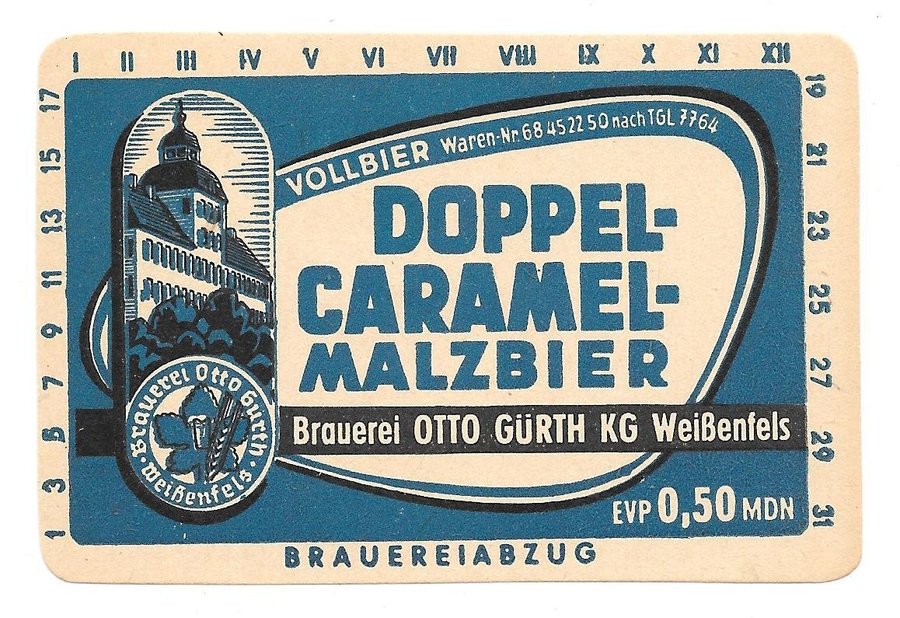 I II III IV V VI VII VIII IX X XI XII
17 15 13 11 9 7 5 3 1
19 21 23 25 27 29 31
VOLLBIER Waren-Nr. 68 45 22 50 nach TGL 7764
DOPPEL-
CARAMEL-
MALZBIER
Brauerei OTTO GÜRTH KG Weißenfels
Brauerei Otto Gürth
Weißenfels
EVP 0,50 MDN
BRAUEREIABZUG